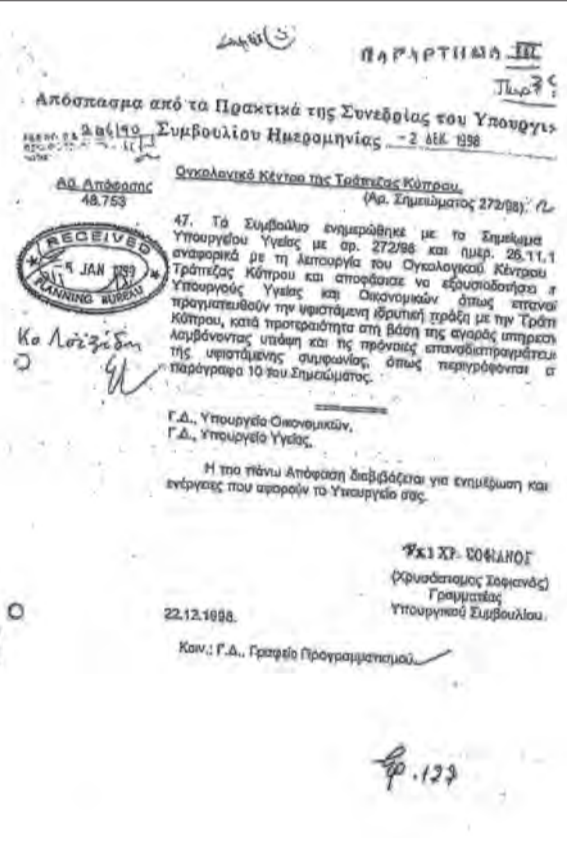 ΠΑΡΑΡΤΗΜΑ III
Απόσπασμα από τα Πρακτικά της Συνεδρίας του Υπουργι
Συμβουλίου Ημερομηνίας -2 ΔΕΚ. 1998
Αρ. Απόφασης
48.753
Ογκολογικό Κέντρο της Τράπεζας Κύπρου.
(Αρ. Σημειώματος 272/98).
RECEIVED
5 JAN 1999
PLANNING BUREAU
Κα Λοϊζίδη
47. Το Συμβούλιο ενημερώθηκε με το Σημείωμα
Υπουργείου Υγείας με αρ. 272/98 και ημερ. 26.11.1
αναφορικά με τη λειτουργία του Ογκολογικού Κέντρου
Τράπεζας Κύπρου και αποφάσισε να εξουσιοδοτήσει τ
Υπουργούς Υγείας και Οικονομικών όπως επαναδ
πραγματευθούν την υφιστάμενη ιδρυτική πράξη με την Τράπ
Κύπρου, κατά προτεραιότητα στη βάση της αγοράς υπηρεσι
λαμβάνοντας υπόψη και τις πρόνοιες επαναδιαπραγμάτευσ
της υφιστάμενης συμφωνίας, όπως περιγράφονται στ
παράγραφο 10 του Σημειώματος.
Γ.Δ., Υπουργείο Οικονομικών,
Γ.Δ., Υπουργείο Υγείας,
Η πιο πάνω Απόφαση διαβιβάζεται για ενημέρωση και
ενέργειες που αφορούν το Υπουργείο σας.
ΧΡ. ΣΟΦΙΑΝΟΣ
(Χρυσόστομος Σοφιανός)
Γραμματέας
Υπουργικού Συμβουλίου.
22.12.1998.
Κοιν.: Γ.Δ., Γραφείο Προγραμματισμού.